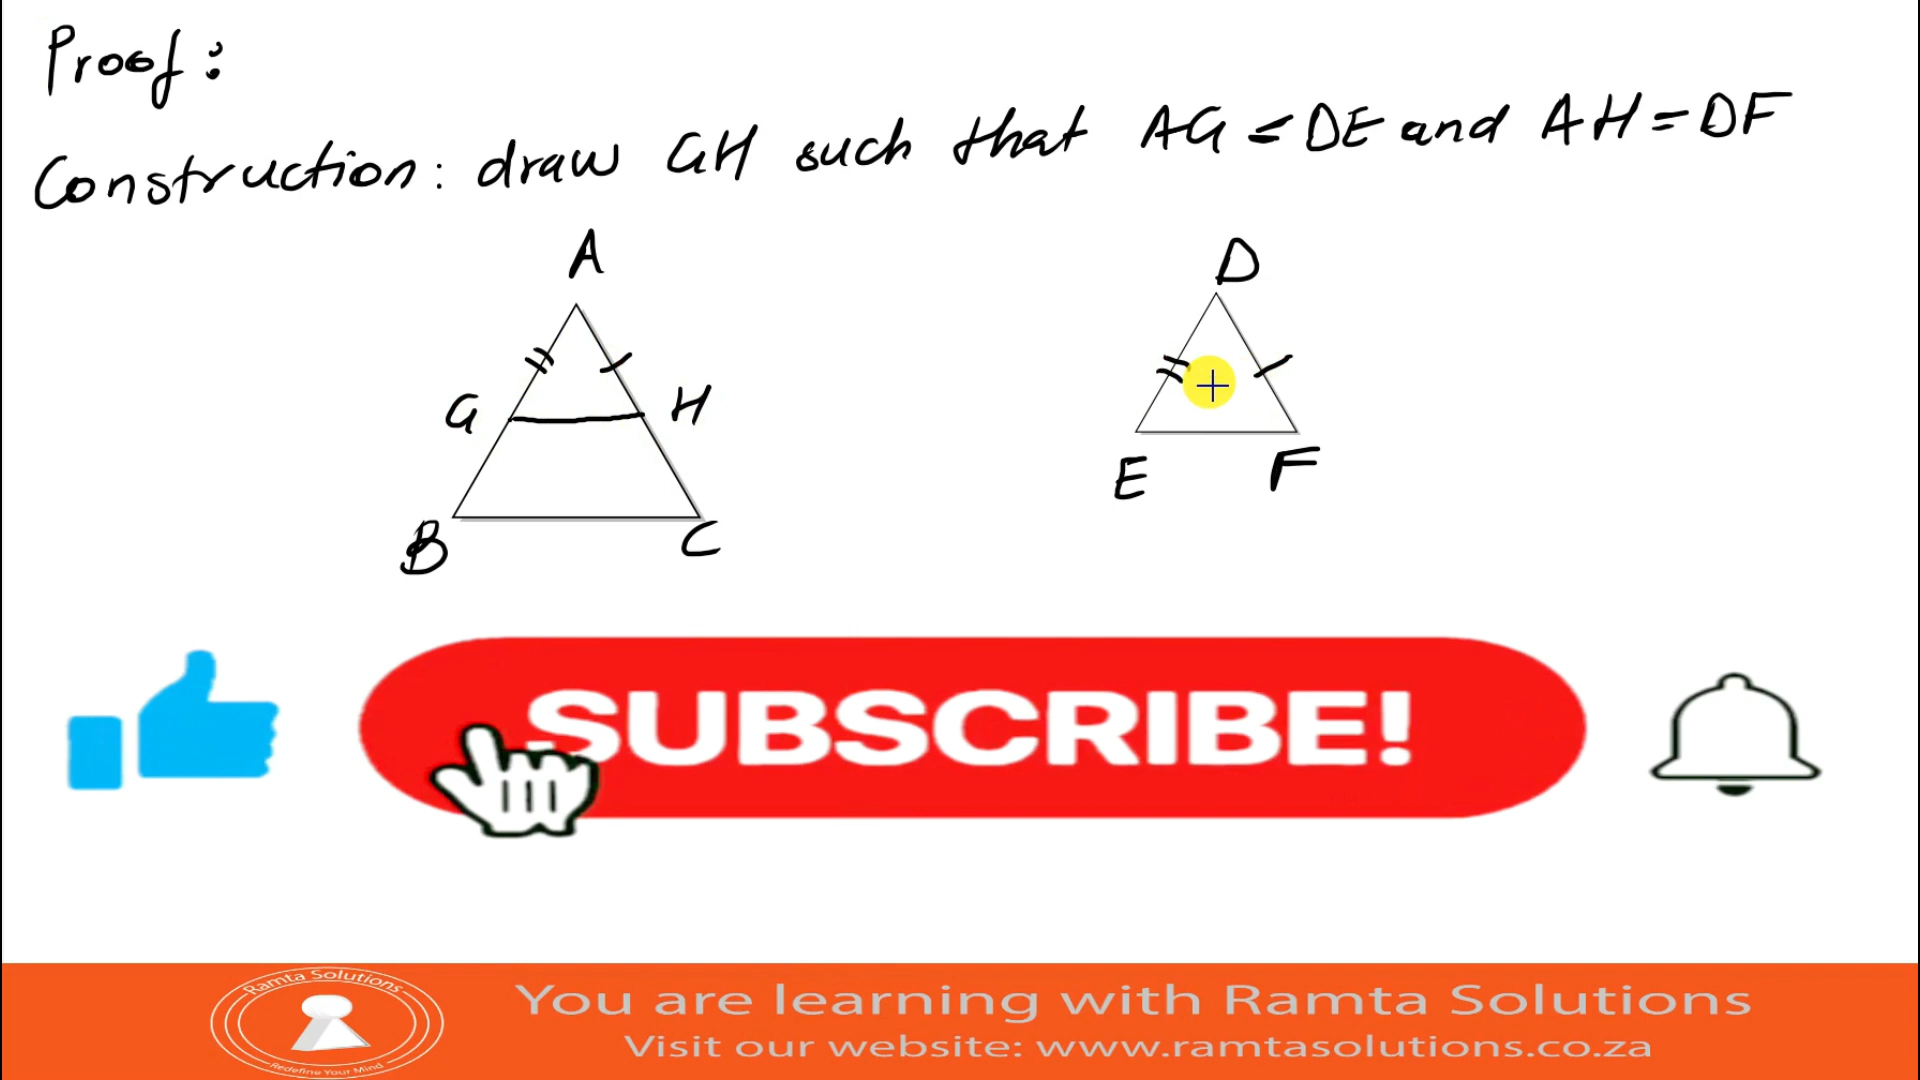 Proof:
Construction: draw GH such that AG = DE and AH = DF
A
D
G
H
E
F
B
C
SUBSCRIBE!
Ramta Solutions
Redefine Your Mind
You are learning with Ramta Solutions
Visit our website: www.ramtasolutions.co.za